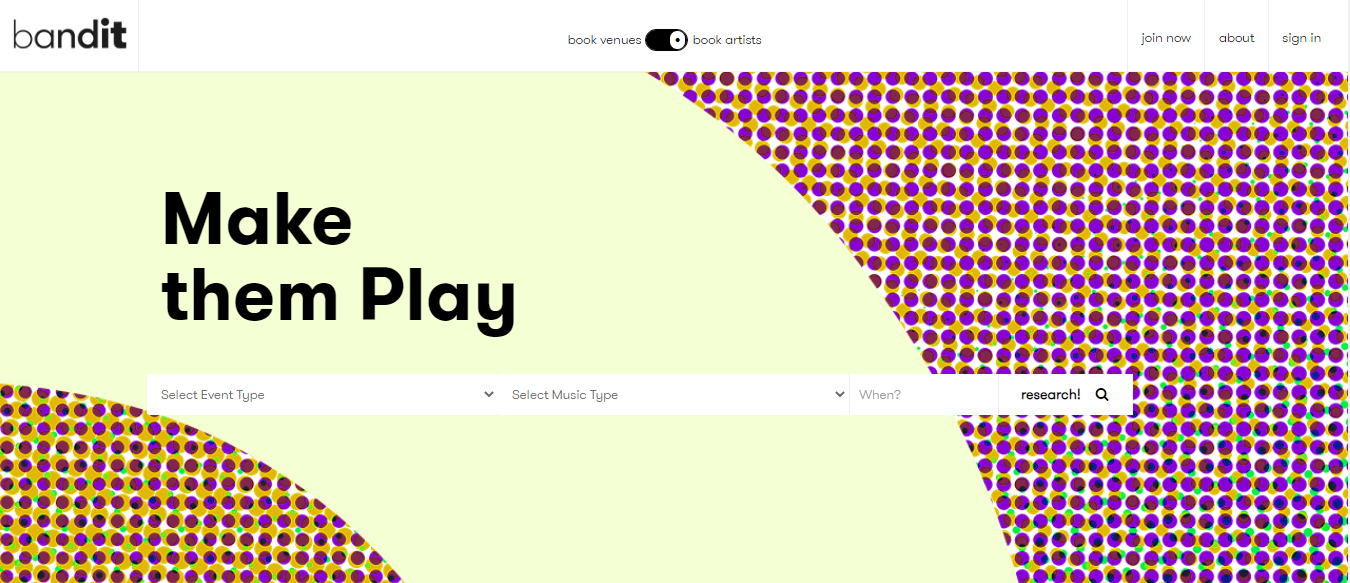 bandit
book venues book artists
join now
about
sign in
Make
them Play
Select Event Type
Select Music Type
When?
research!